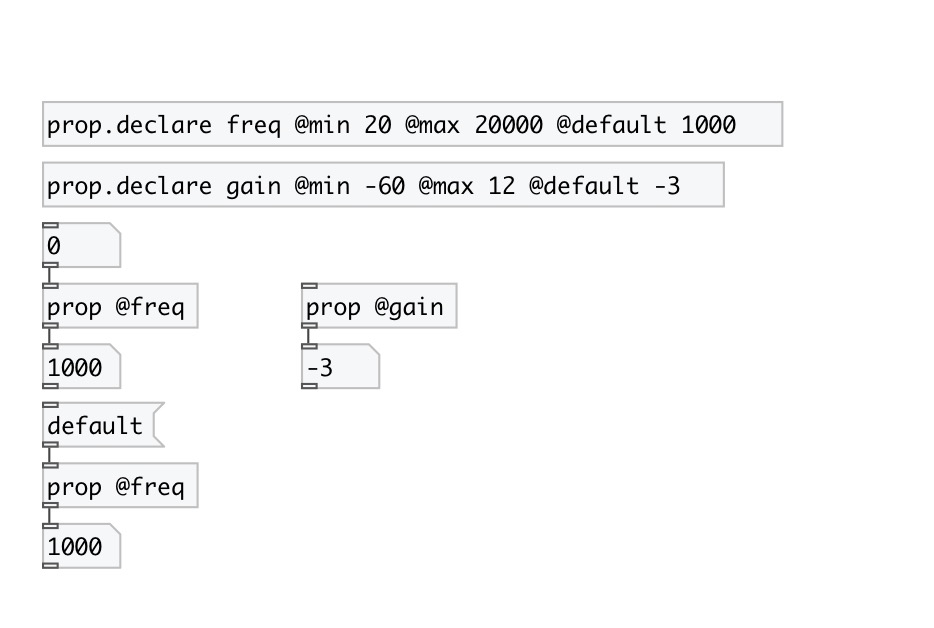 prop.declare freq @min 20 @max 20000 @default 1000
prop.declare gain @min -60 @max 12 @default -3
0
prop @freq
prop @gain
1000
-3
default
prop @freq
1000